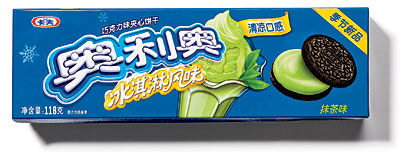 卡夫
巧克力味夹心饼干
奥利奥
冰淇淋风味
清凉口感
季节新品
抹茶味
净含量：118克